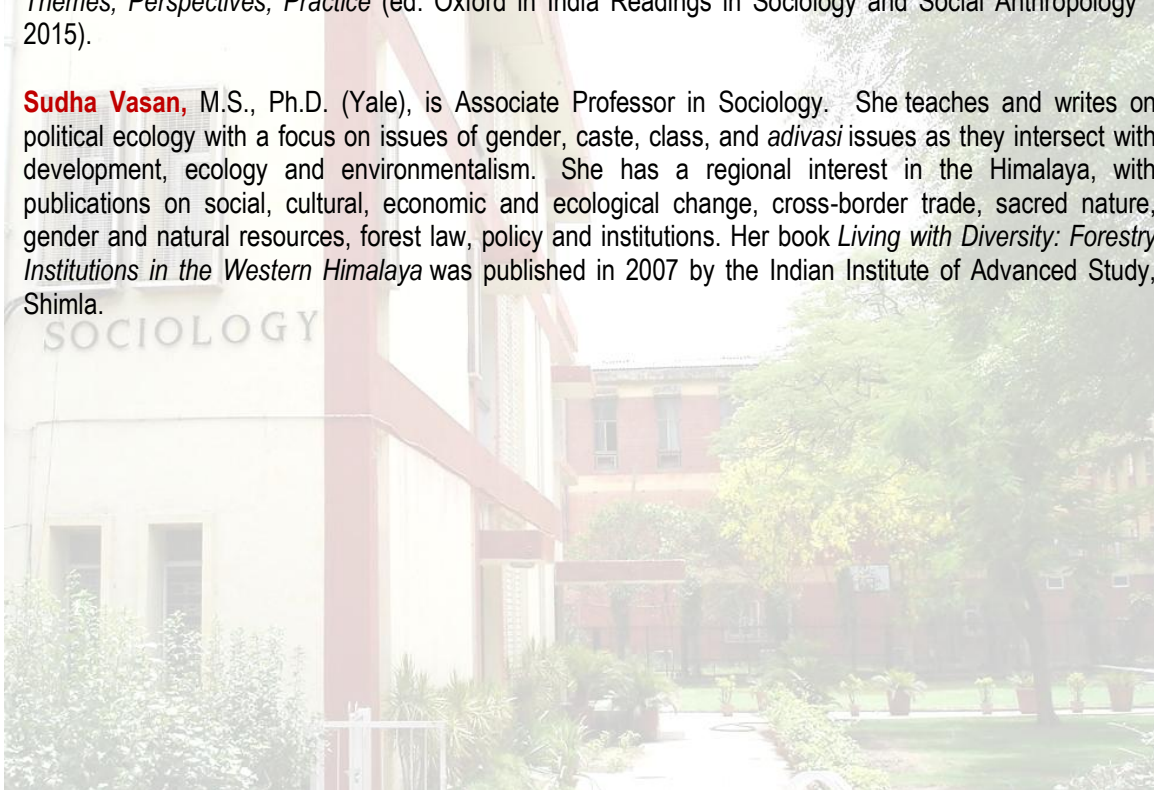 Themes, Perspectives, Practice (ed. Oxford in India Readings in Sociology and Social Anthropology
2015).
Sudha Vasan, M.S., Ph.D. (Yale), is Associate Professor in Sociology. She teaches and writes on
political ecology with a focus on issues of gender, caste, class, and adivasi issues as they intersect with
development, ecology and environmentalism. She has a regional interest in the Himalaya, with
publications on social, cultural, economic and ecological change, cross-border trade, sacred nature,
gender and natural resources, forest law, policy and institutions. Her book Living with Diversity: Forestry
Institutions in the Western Himalaya was published in 2007 by the Indian Institute of Advanced Study,
Shimla.
SOCIOLOGY